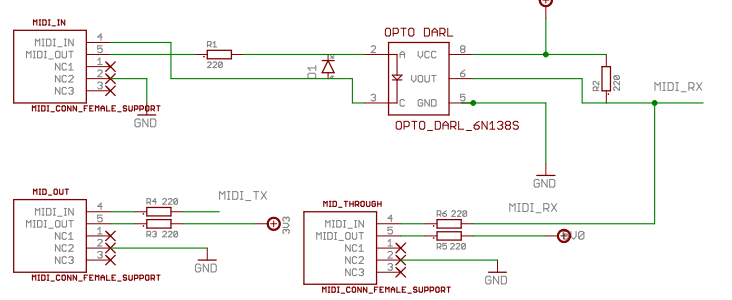 MIDI_IN
MIDI_IN 4
MIDI_OUT 5
NC1 1
NC2 2
NC3 3
MIDI_CONN_FEMALE_SUPPORT
GND
R1
220
D1
OPTO DARL
2 A VCC 8
VOUT 6
3 C GND 5
OPTO_DARL_6N138S
R2
220
MIDI_RX
GND
MID_OUT
MIDI_IN 4
MIDI_OUT 5
NC1 1
NC2 2
NC3 3
MIDI_CONN_FEMALE_SUPPORT
R4 220
R3 220
MIDI_TX
3V3
GND
MID_THROUGH
MIDI_IN 4
MIDI_OUT 5
NC1 1
NC2 2
NC3 3
MIDI_CONN_FEMALE_SUPPORT
R6 220
R5 220
MIDI_RX
GND